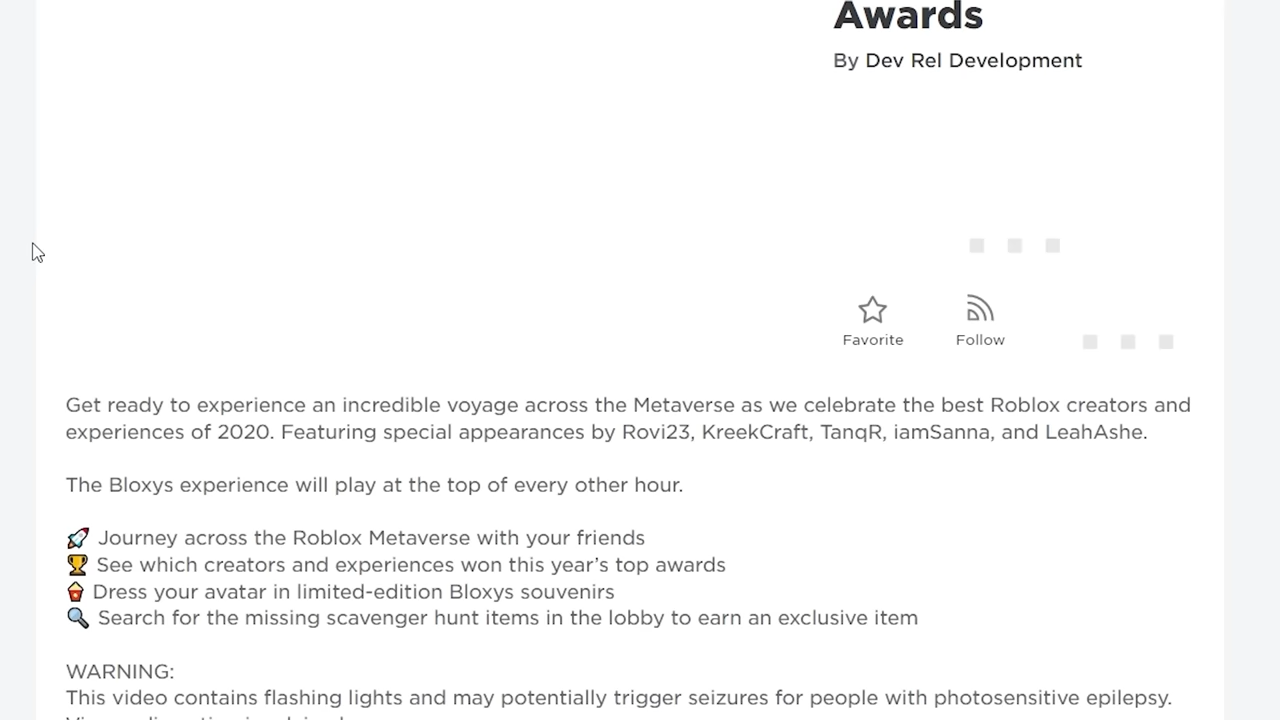 Awards
By Dev Rel Development
Favorite
Follow
Get ready to experience an incredible voyage across the Metaverse as we celebrate the best Roblox creators and
experiences of 2020. Featuring special appearances by Rovi23, KreekCraft, TanqR, iamSanna, and LeahAshe.
The Bloxys experience will play at the top of every other hour.
🚀 Journey across the Roblox Metaverse with your friends
🏆 See which creators and experiences won this year’s top awards
🍿 Dress your avatar in limited-edition Bloxys souvenirs
🔍 Search for the missing scavenger hunt items in the lobby to earn an exclusive item
WARNING:
This video contains flashing lights and may potentially trigger seizures for people with photosensitive epilepsy.